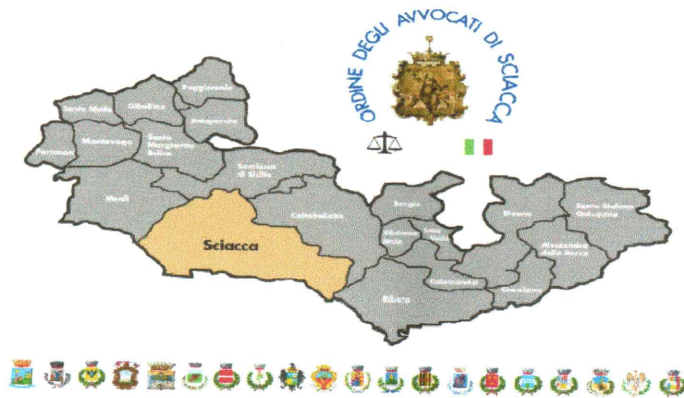 ORDINE DEGLI AVVOCATI DI SCIACCA
Poggioreale
Santa Ninfa
Gibellina
Salaparuta
Partanna
Montevago
Santa
Margherita
Belice
Sambuca
di Sicilia
Menfi
Caltabellotta
Sciacca
Burgio
Villafranca
Sicula
Lucca
Sicula
Bivona
Santo Stefano
Quisquina
Alessandria
della Rocca
Cianciana
Calamonaci
Ribera